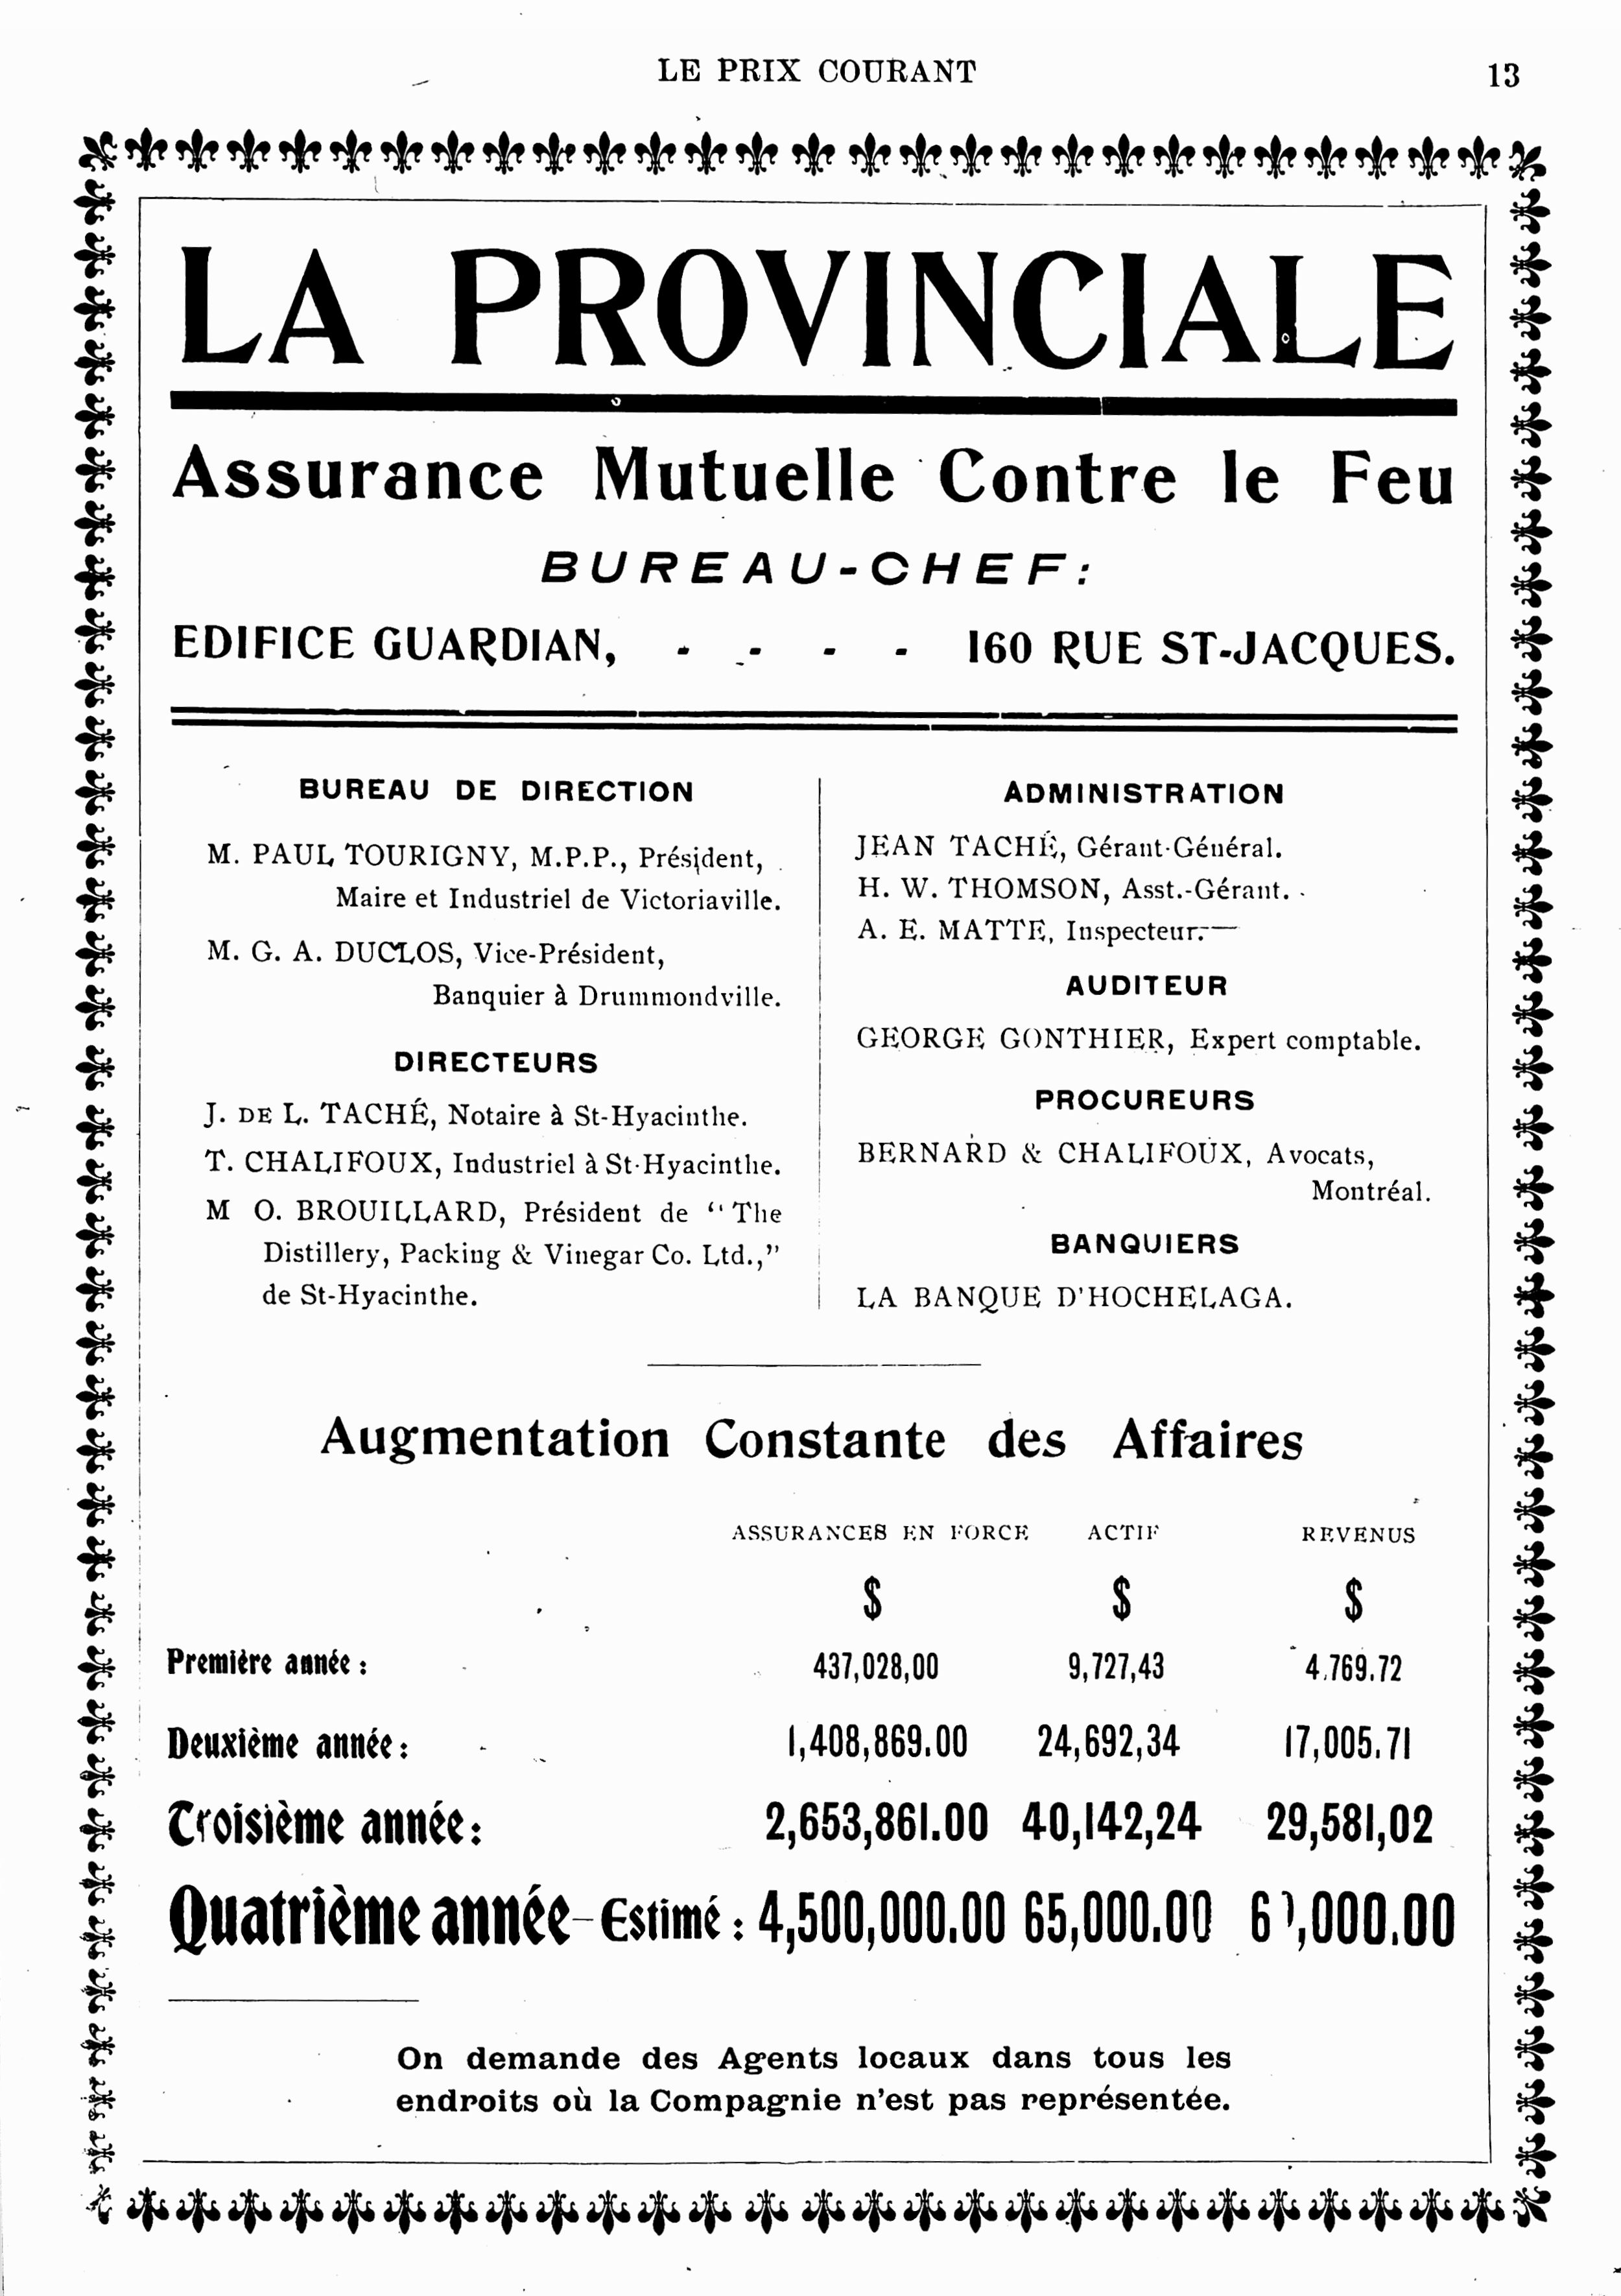 LE PRIX COURANT
13
LA PROVINCIALE
Assurance Mutuelle Contre le Feu
BUREAU-CHEF:
EDIFICE GUARDIAN, - - - - 160 RUE ST-JACQUES.
BUREAU DE DIRECTION
M. PAUL TOURIGNY, M.P.P., Président,
Maire et Industriel de Victoriaville.
M. G. A. DUCLOS, Vice-Président,
Banquier à Drummondville.
DIRECTEURS
J. DE L. TACHÉ, Notaire à St-Hyacinthe.
T. CHALIFOUX, Industriel à St-Hyacinthe.
M O. BROUILLARD, Président de "The
Distillery, Packing & Vinegar Co. Ltd.,"
de St-Hyacinthe.
ADMINISTRATION
JEAN TACHÉ, Gérant-Général.
H. W. THOMSON, Asst.-Gérant.
A. E. MATTE, Inspecteur.
AUDITEUR
GEORGE GONTHIER, Expert comptable.
PROCUREURS
BERNARD & CHALIFOUX, Avocats,
Montréal.
BANQUIERS
LA BANQUE D'HOCHELAGA.
Augmentation Constante des Affaires
ASSURANCES EN FORCE ACTIF REVENUS
$ $ $
Première année : 437,028,00 9,727,43 4.769.72
Deuxième année : 1,408,869.00 24,692,34 17,005.71
Troisième année : 2,653,861.00 40,142,24 29,581,02
Quatrième année - Estimé : 4,500,000.00 65,000.00
On demande des Agents locaux dans tous les
endroits où la Compagnie n'est pas représentée.